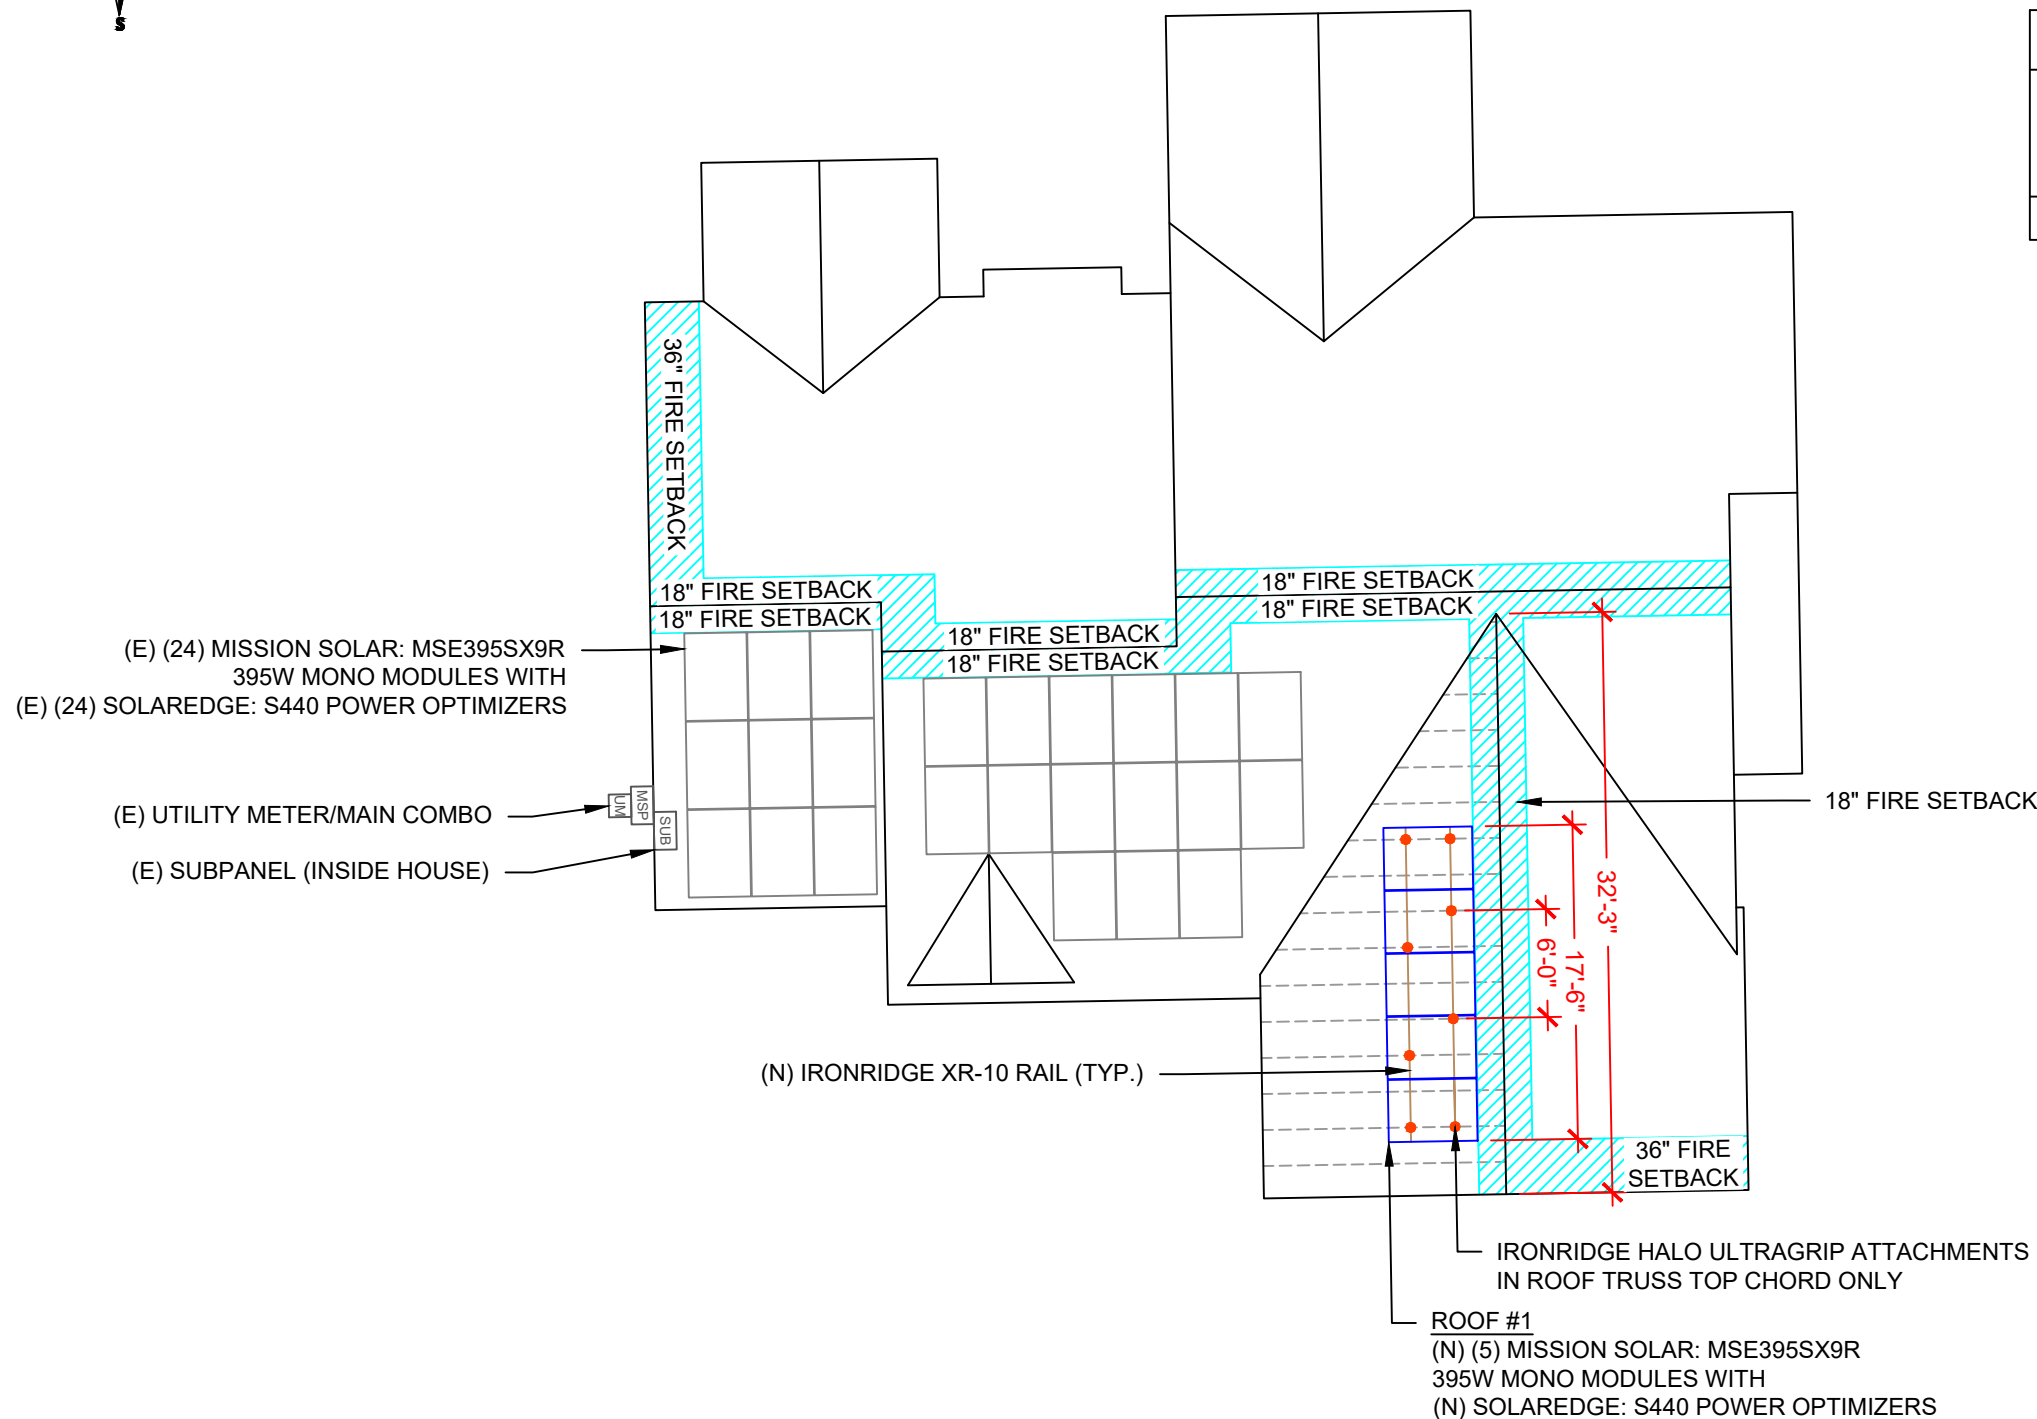 S
36" FIRE SETBACK
18" FIRE SETBACK
18" FIRE SETBACK
18" FIRE SETBACK
18" FIRE SETBACK
18" FIRE SETBACK
18" FIRE SETBACK
(E) (24) MISSION SOLAR: MSE395SX9R
395W MONO MODULES WITH
(E) (24) SOLAREDGE: S440 POWER OPTIMIZERS
(E) UTILITY METER/MAIN COMBO
UM
MSP
SUB
(E) SUBPANEL (INSIDE HOUSE)
18" FIRE SETBACK
32'-3"
17'-6"
6'-0"
(N) IRONRIDGE XR-10 RAIL (TYP.)
36" FIRE
SETBACK
IRONRIDGE HALO ULTRAGRIP ATTACHMENTS
IN ROOF TRUSS TOP CHORD ONLY
ROOF #1
(N) (5) MISSION SOLAR: MSE395SX9R
395W MONO MODULES WITH
(N) SOLAREDGE: S440 POWER OPTIMIZERS